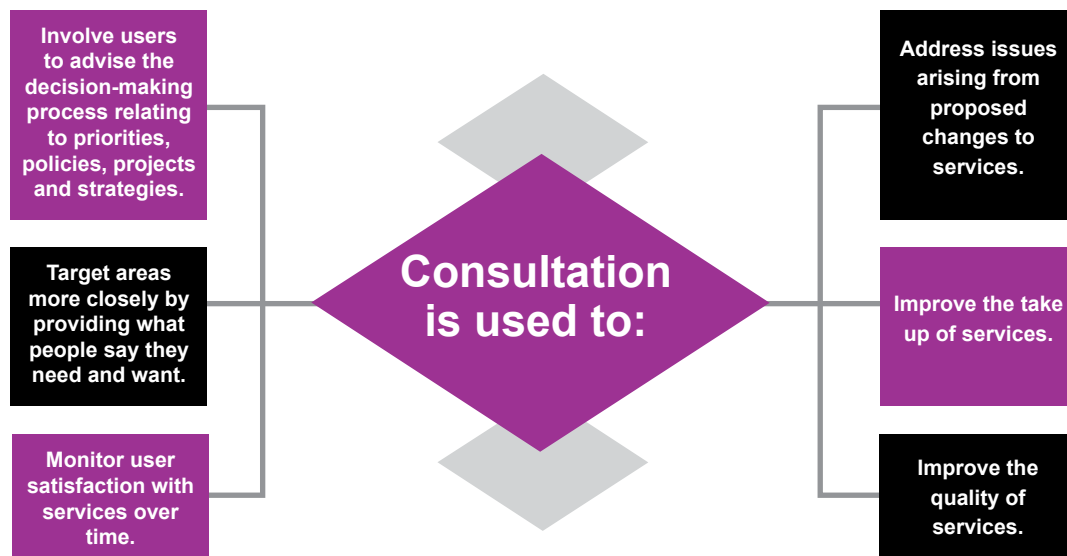 Involve users
to advise the
decision-making
process relating
to priorities,
policies, projects
and strategies.
Target areas
more closely by
providing what
people say they
need and want.
Monitor user
satisfaction with
services over
time.
Consultation
is used to:
Address issues
arising from
proposed
changes to
services.
Improve the take
up of services.
Improve the
quality of
services.